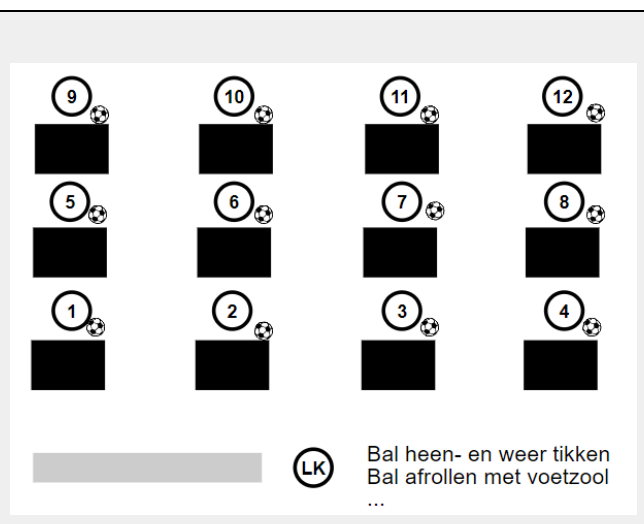 9 10 11 12
5 6 7 8
1 2 3 4
LK
Bal heen- en weer tikken
Bal afrollen met voetzool
...